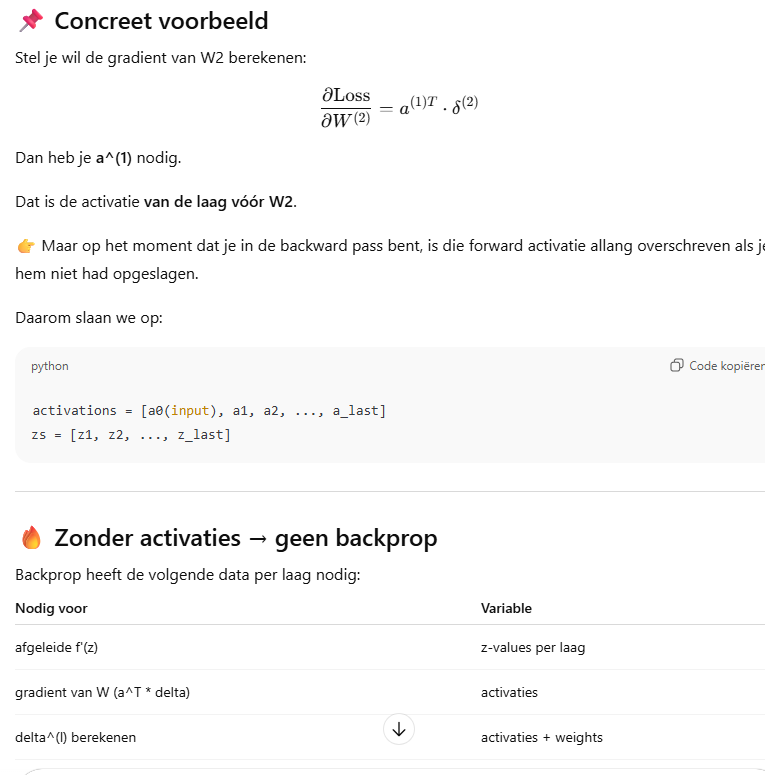 📌 Concreet voorbeeld
Stel je wil de gradient van W2 berekenen:
∂Loss/∂W^(2) = a^(1)T · δ^(2)
Dan heb je a^(1) nodig.
Dat is de activatie van de laag vóór W2.
👉 Maar op het moment dat je in de backward pass bent, is die forward activatie allang overschreven als
hem niet had opgeslagen.
Daarom slaan we op:
python
Code kopiëren
activations = [a0(input), a1, a2, ..., a_last]
zs = [z1, z2, ..., z_last]
🔥 Zonder activaties → geen backprop
Backprop heeft de volgende data per laag nodig:
Nodig voor Variable
afgeleide f'(z) z-values per laag
gradient van W (a^T * delta) activaties
delta^(l) berekenen activaties + weights